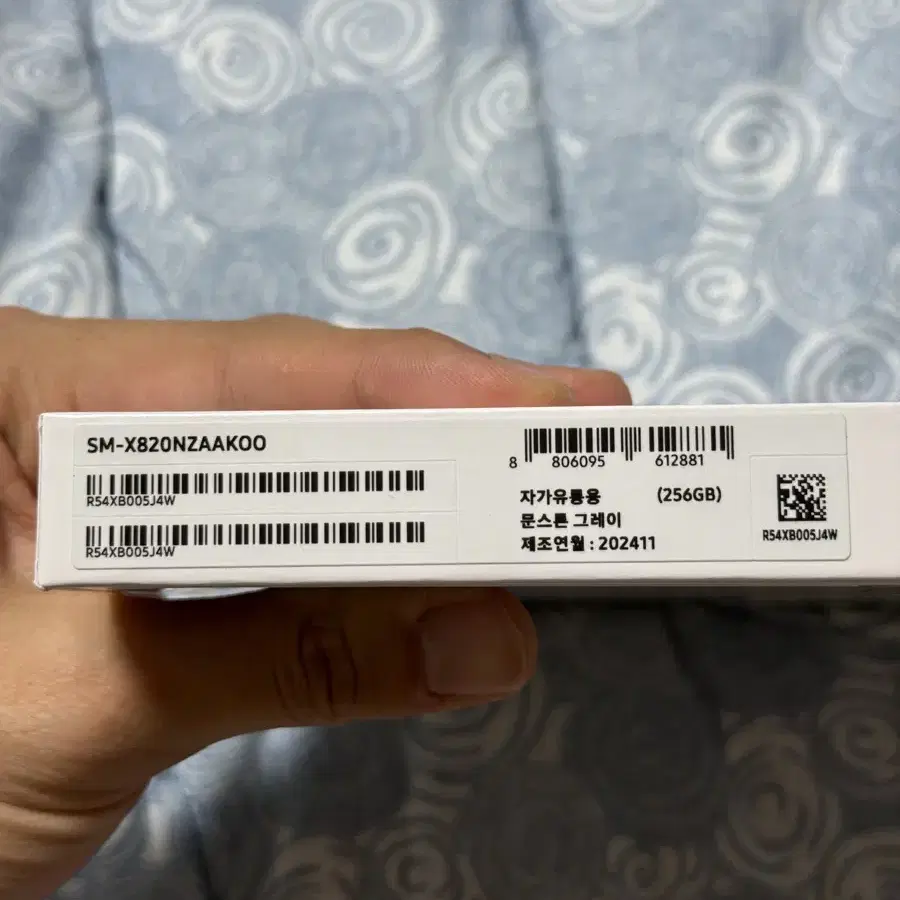 SM-X820NZAAKOO
R54XB005J4W
R54XB005J4W
8 806095 612881
자가유통용 (256GB)
문스톤 그레이
제조연월 : 202411
R54XB005J4W